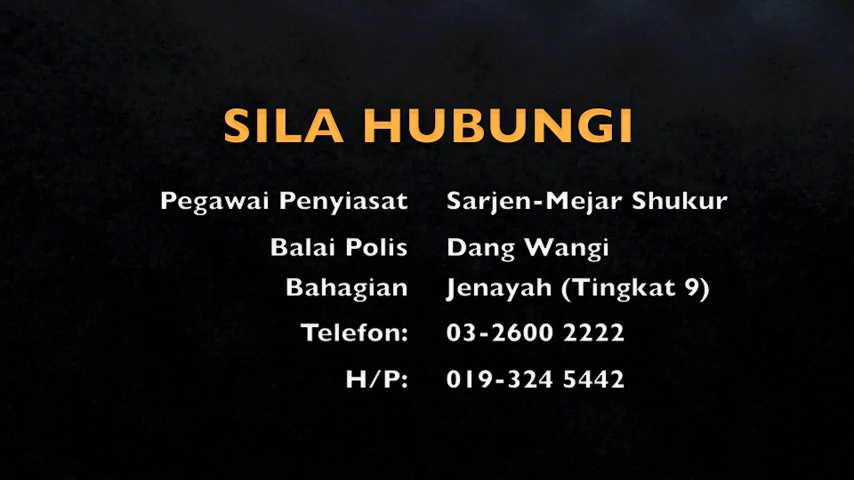 SILA HUBUNGI
Pegawai Penyiasat Sarjen-Mejar Shukur
Balai Polis Dang Wangi
Bahagian Jenayah (Tingkat 9)
Telefon: 03-2600 2222
H/P: 019-324 5442